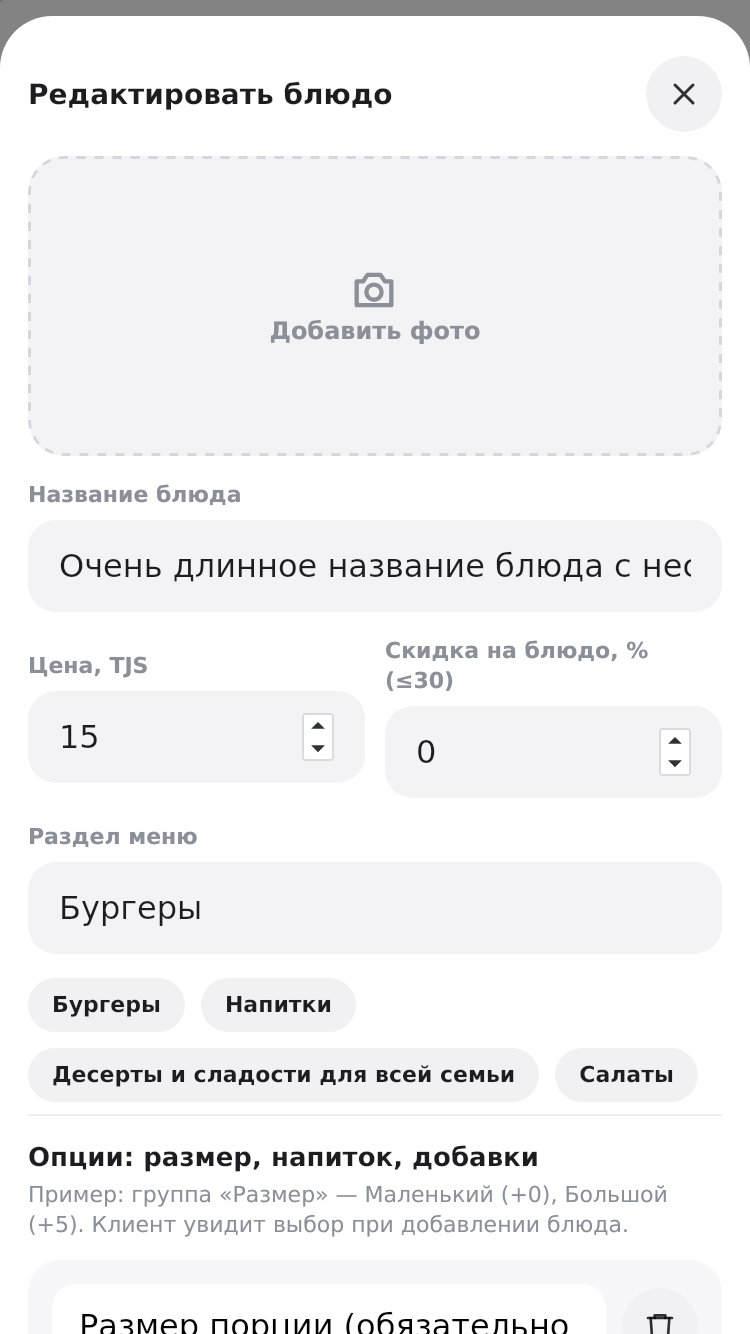 Редактировать блюдо
Добавить фото
Название блюда
Очень длинное название блюда с нес
Цена, TJS
Скидка на блюдо, %
(≤30)
15
0
Раздел меню
Бургеры
Бургеры
Напитки
Десерты и сладости для всей семьи
Салаты
Опции: размер, напиток, добавки
Пример: группа «Размер» — Маленький (+0), Большой
(+5). Клиент увидит выбор при добавлении блюда.
Размер порции (обязательно